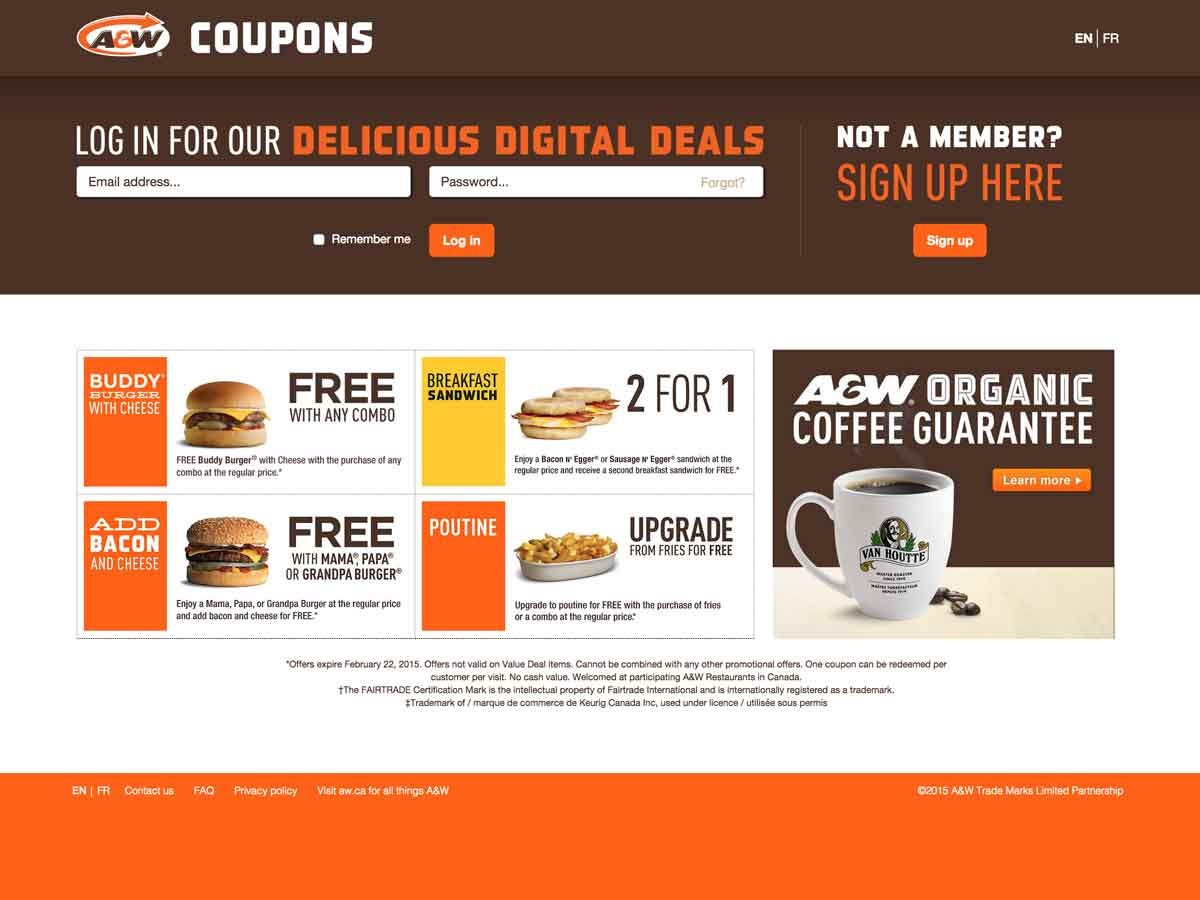 A&W COUPONS
EN | FR
LOG IN FOR OUR DELICIOUS DIGITAL DEALS
Email address...
Password... Forgot?
Remember me
Log in
NOT A MEMBER?
SIGN UP HERE
Sign up
BUDDY®
BURGER
WITH CHEESE
FREE
WITH ANY COMBO
FREE Buddy Burger® with Cheese with the purchase of any
combo at the regular price.*
BREAKFAST
SANDWICH
2 FOR 1
Enjoy a Bacon N' Egger® or Sausage N' Egger® sandwich at the
regular price and receive a second breakfast sandwich for FREE.*
ADD
BACON
AND CHEESE
FREE
WITH MAMA®, PAPA®
OR GRANDPA BURGER®
Enjoy a Mama, Papa, or Grandpa Burger at the regular price
and add bacon and cheese for FREE.*
POUTINE
UPGRADE
FROM FRIES FOR FREE
Upgrade to poutine for FREE with the purchase of fries
or a combo at the regular price.*
A&W® ORGANIC
COFFEE GUARANTEE
Learn more
VAN HOUTTE
MASTER ROASTER
SINCE 1919
MAÎTRE TORRÉFACTEUR
DEPUIS 1919
*Offers expire February 22, 2015. Offers not valid on Value Deal items. Cannot be combined with any other promotional offers. One coupon can be redeemed per
customer per visit. No cash value. Welcomed at participating A&W Restaurants in Canada.
†The FAIRTRADE Certification Mark is the intellectual property of Fairtrade International and is internationally registered as a trademark.
‡Trademark of / marque de commerce de Keurig Canada Inc, used under licence / utilisée sous permis
EN | FR Contact us FAQ Privacy policy Visit aw.ca for all things A&W
©2015 A&W Trade Marks Limited Partnership